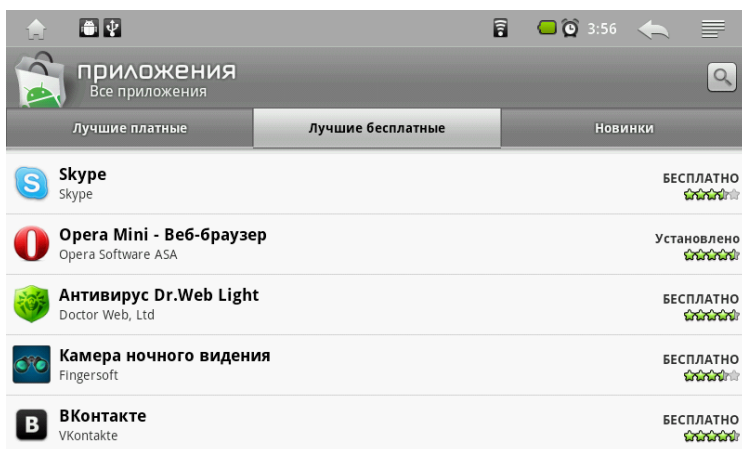 3:56
приложения
Все приложения
Лучшие платные
Лучшие бесплатные
Новинки
Skype
БЕСПЛАТНО
Skype
Opera Mini - Веб-браузер
Установлено
Opera Software ASA
Антивирус Dr.Web Light
БЕСПЛАТНО
Doctor Web, Ltd
Камера ночного видения
БЕСПЛАТНО
Fingersoft
ВКонтакте
БЕСПЛАТНО
VKontakte